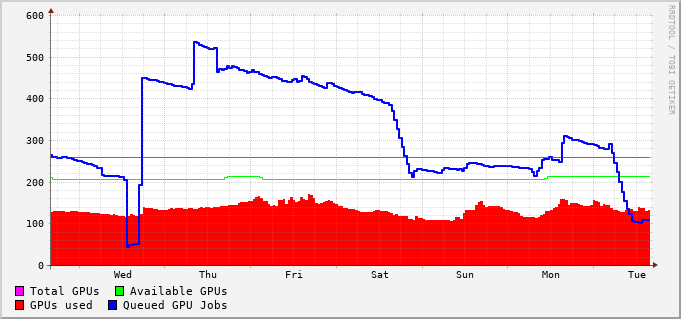 600
500
400
300
200
100
0
Wed Thu Fri Sat Sun Mon Tue
Total GPUs Available GPUs
GPUs used Queued GPU Jobs
RRDTOOL / TOBI OETIKER